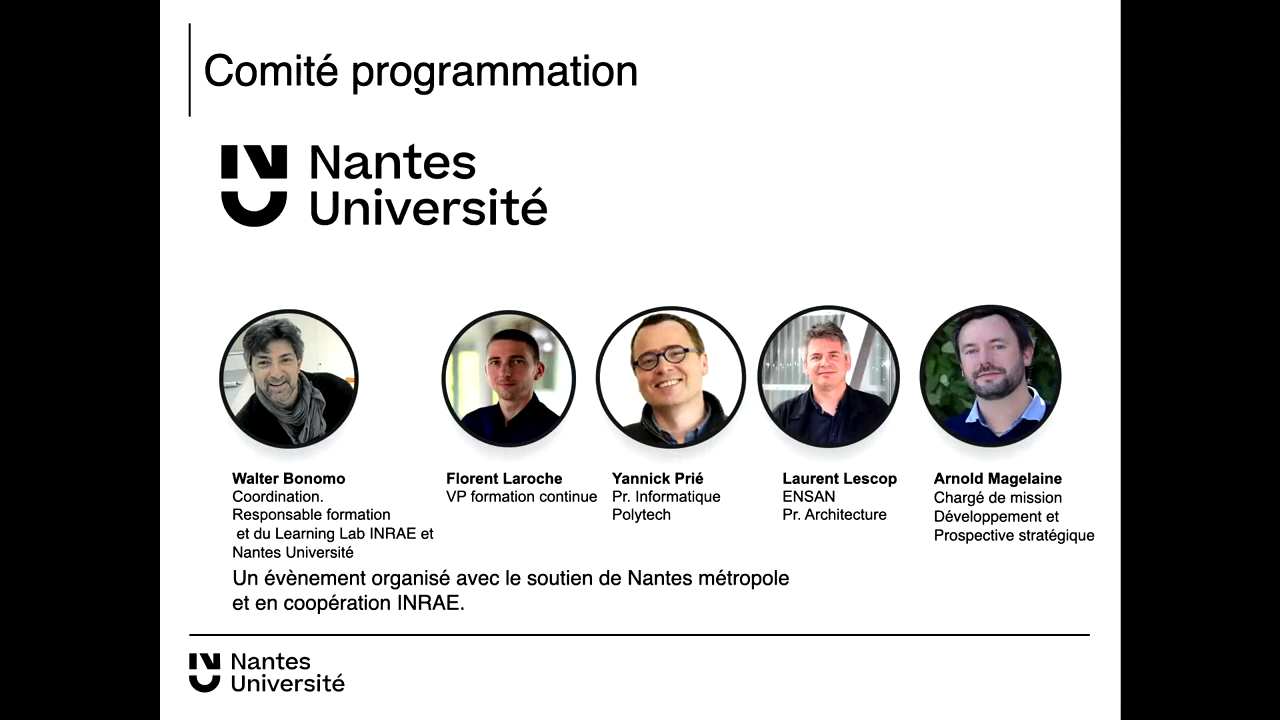 Comité programmation
Nantes
Université
Walter Bonomo
Coordination.
Responsable formation
et du Learning Lab INRAE et
Nantes Université
Florent Laroche
VP formation continue
Yannick Prié
Pr. Informatique
Polytech
Laurent Lescop
ENSAN
Pr. Architecture
Arnold Magelaine
Chargé de mission
Développement et
Prospective stratégique
Un évènement organisé avec le soutien de Nantes métropole
et en coopération INRAE.
Nantes
Université